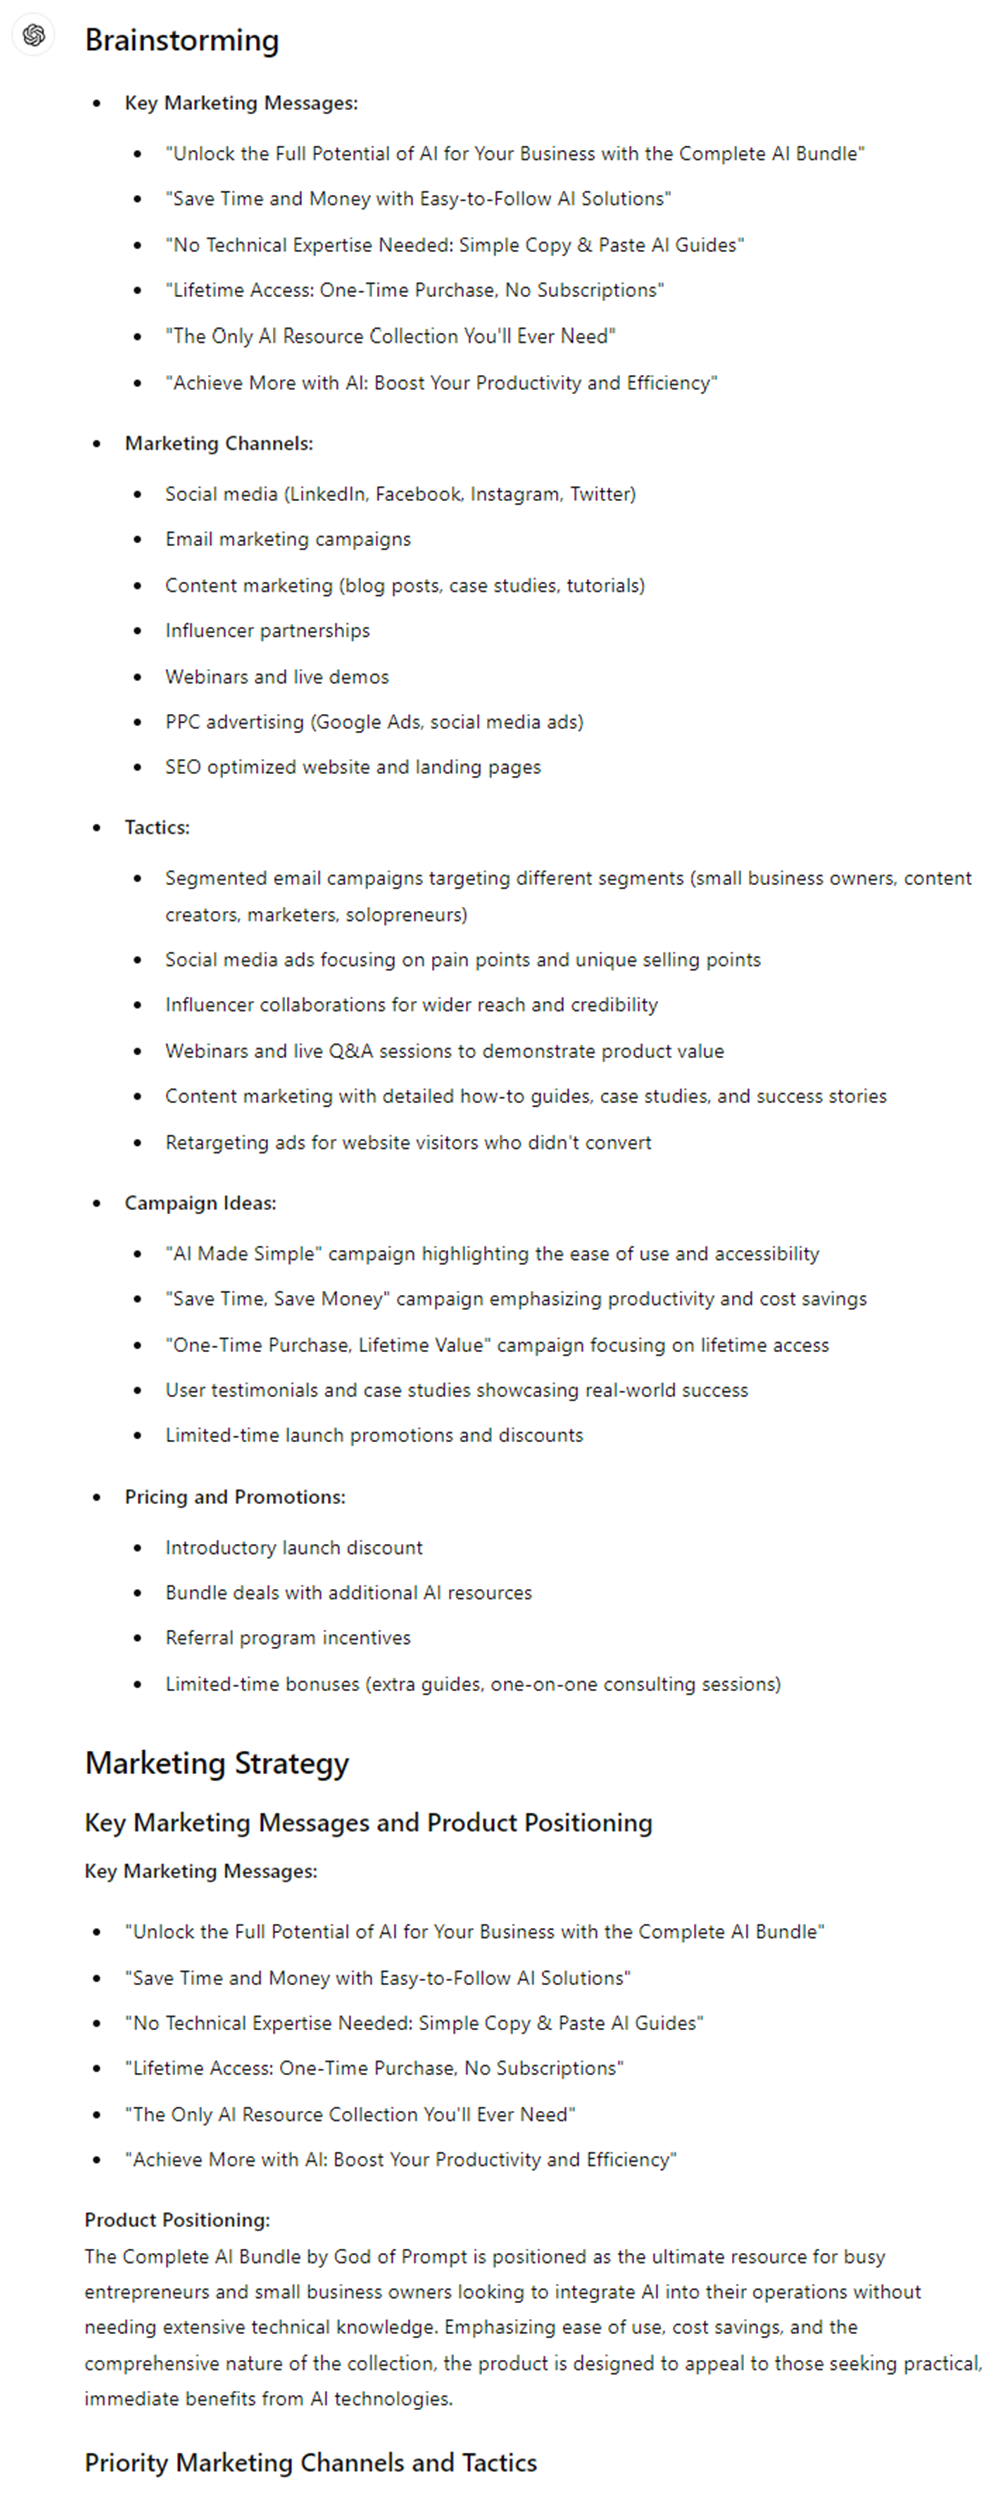 Brainstorming
• Key Marketing Messages:
• "Unlock the Full Potential of AI for Your Business with the Complete AI Bundle"
• "Save Time and Money with Easy-to-Follow AI Solutions"
• "No Technical Expertise Needed: Simple Copy & Paste AI Guides"
• "Lifetime Access: One-Time Purchase, No Subscriptions"
• "The Only AI Resource Collection You'll Ever Need"
• "Achieve More with AI: Boost Your Productivity and Efficiency"
• Marketing Channels:
• Social media (LinkedIn, Facebook, Instagram, Twitter)
• Email marketing campaigns
• Content marketing (blog posts, case studies, tutorials)
• Influencer partnerships
• Webinars and live demos
• PPC advertising (Google Ads, social media ads)
• SEO optimized website and landing pages
• Tactics:
• Segmented email campaigns targeting different segments (small business owners, content
creators, marketers, solopreneurs)
• Social media ads focusing on pain points and unique selling points
• Influencer collaborations for wider reach and credibility
• Webinars and live Q&A sessions to demonstrate product value
• Content marketing with detailed how-to guides, case studies, and success stories
• Retargeting ads for website visitors who didn't convert
• Campaign Ideas:
• "AI Made Simple" campaign highlighting the ease of use and accessibility
• "Save Time, Save Money" campaign emphasizing productivity and cost savings
• "One-Time Purchase, Lifetime Value" campaign focusing on lifetime access
• User testimonials and case studies showcasing real-world success
• Limited-time launch promotions and discounts
• Pricing and Promotions:
• Introductory launch discount
• Bundle deals with additional AI resources
• Referral program incentives
• Limited-time bonuses (extra guides, one-on-one consulting sessions)
Marketing Strategy
Key Marketing Messages and Product Positioning
Key Marketing Messages:
• "Unlock the Full Potential of AI for Your Business with the Complete AI Bundle"
• "Save Time and Money with Easy-to-Follow AI Solutions"
• "No Technical Expertise Needed: Simple Copy & Paste AI Guides"
• "Lifetime Access: One-Time Purchase, No Subscriptions"
• "The Only AI Resource Collection You'll Ever Need"
• "Achieve More with AI: Boost Your Productivity and Efficiency"
Product Positioning:
The Complete AI Bundle by God of Prompt is positioned as the ultimate resource for busy
entrepreneurs and small business owners looking to integrate AI into their operations without
needing extensive technical knowledge. Emphasizing ease of use, cost savings, and the
comprehensive nature of the collection, the product is designed to appeal to those seeking practical,
immediate benefits from AI technologies.
Priority Marketing Channels and Tactics